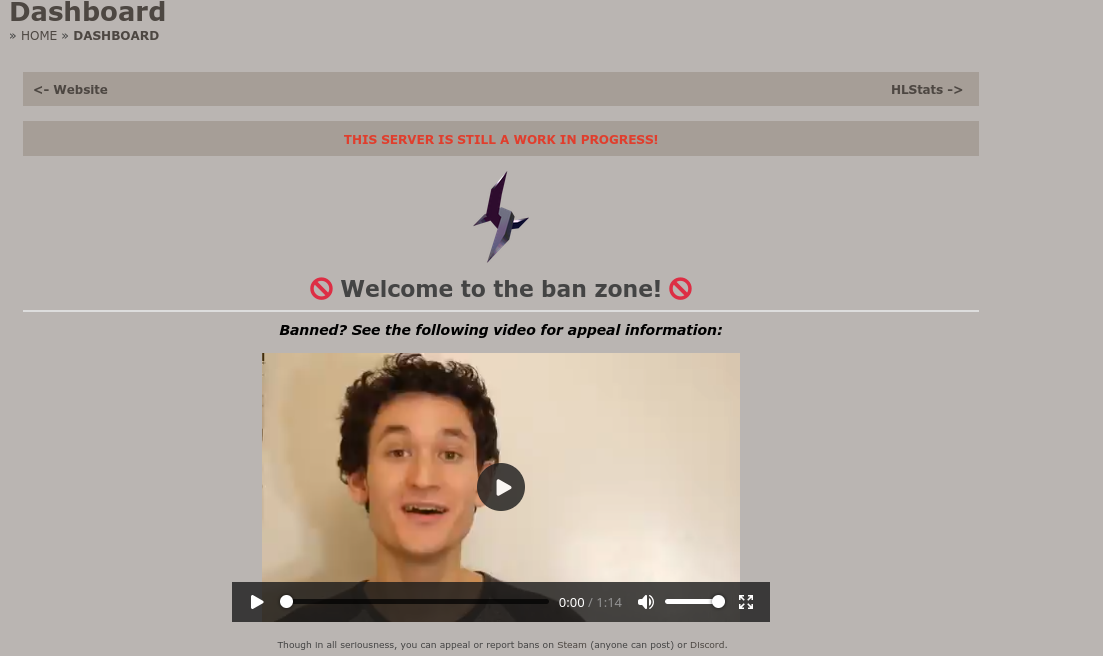 Dashboard
» HOME » DASHBOARD
<- Website
HLStats ->
THIS SERVER IS STILL A WORK IN PROGRESS!
🚫 Welcome to the ban zone! 🚫
Banned? See the following video for appeal information:
0:00 / 1:14
Though in all seriousness, you can appeal or report bans on Steam (anyone can post) or Discord.